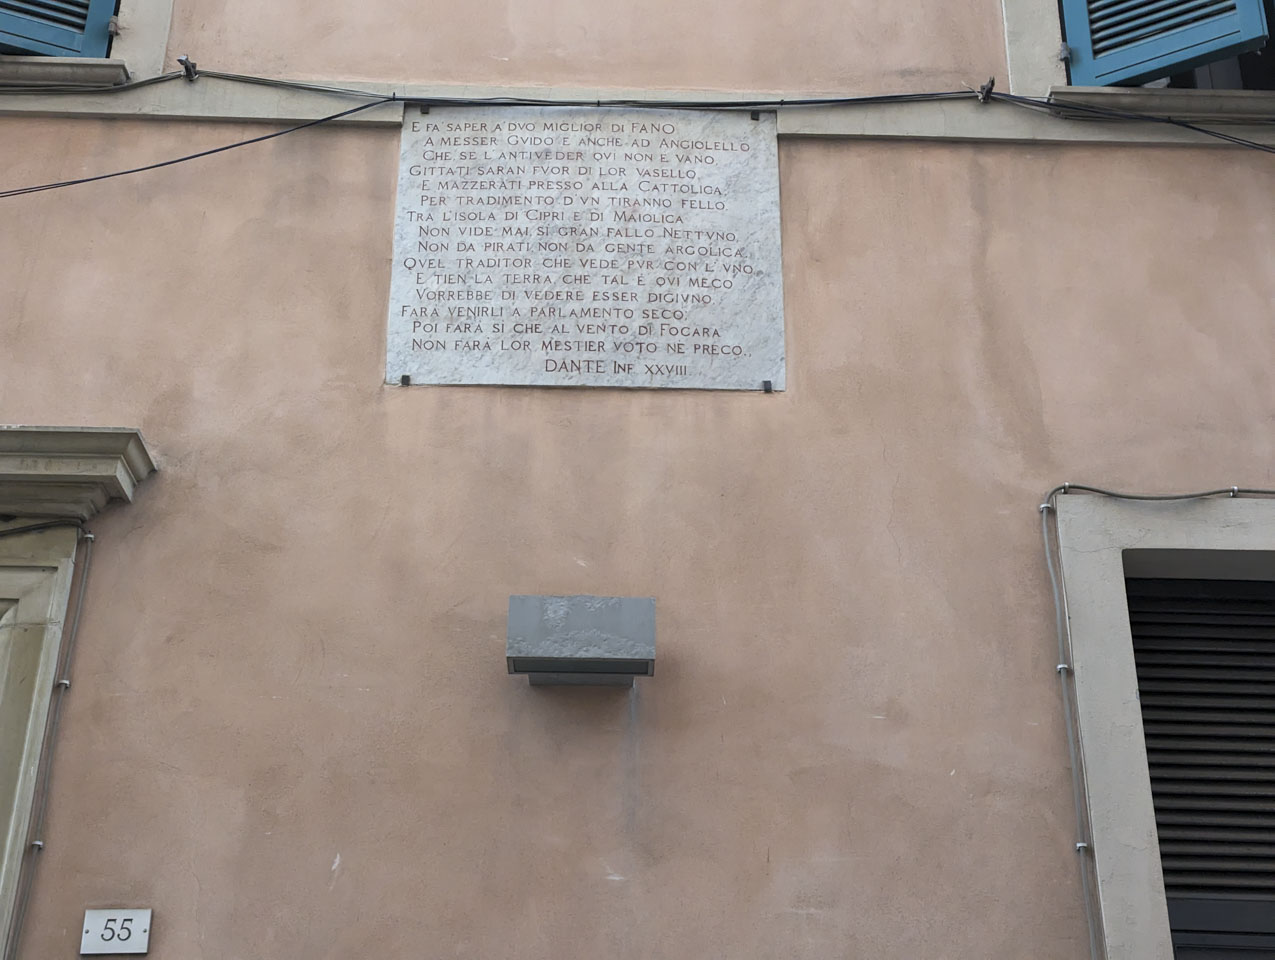 E FA SAPER A DVO MIGLIOR DI FANO
A MESSER GVIDO E ANCHE AD ANGIOLELLO
CHE SE L'ANTIVEDER QVI NON È VANO
GITTATI SARAN FVOR DI LOR VASELLO,
E MAZZERATI PRESSO ALLA CATTOLICA,
PER TRADIMENTO D'VN TIRANNO FELLO.
TRA L'ISOLA DI CIPRI E DI MAIOLICA
NON VIDE MAI SÌ GRAN FALLO NETTVNO,
NON DA PIRATI, NON DA GENTE ARGOLICA.
QVEL TRADITOR CHE VEDE PVR CON L'VNO,
E TIEN LA TERRA CHE TAL È QVI MECO
VORREBBE DI VEDERE ESSER DIGIVNO,
FARÀ VENIRLI A PARLAMENTO SECO:
POI FARÀ SÌ CHE AL VENTO DI FOCARA
NON FARÀ LOR MESTIER VOTO NÈ PRECO..
DANTE INF. XXVIII
55